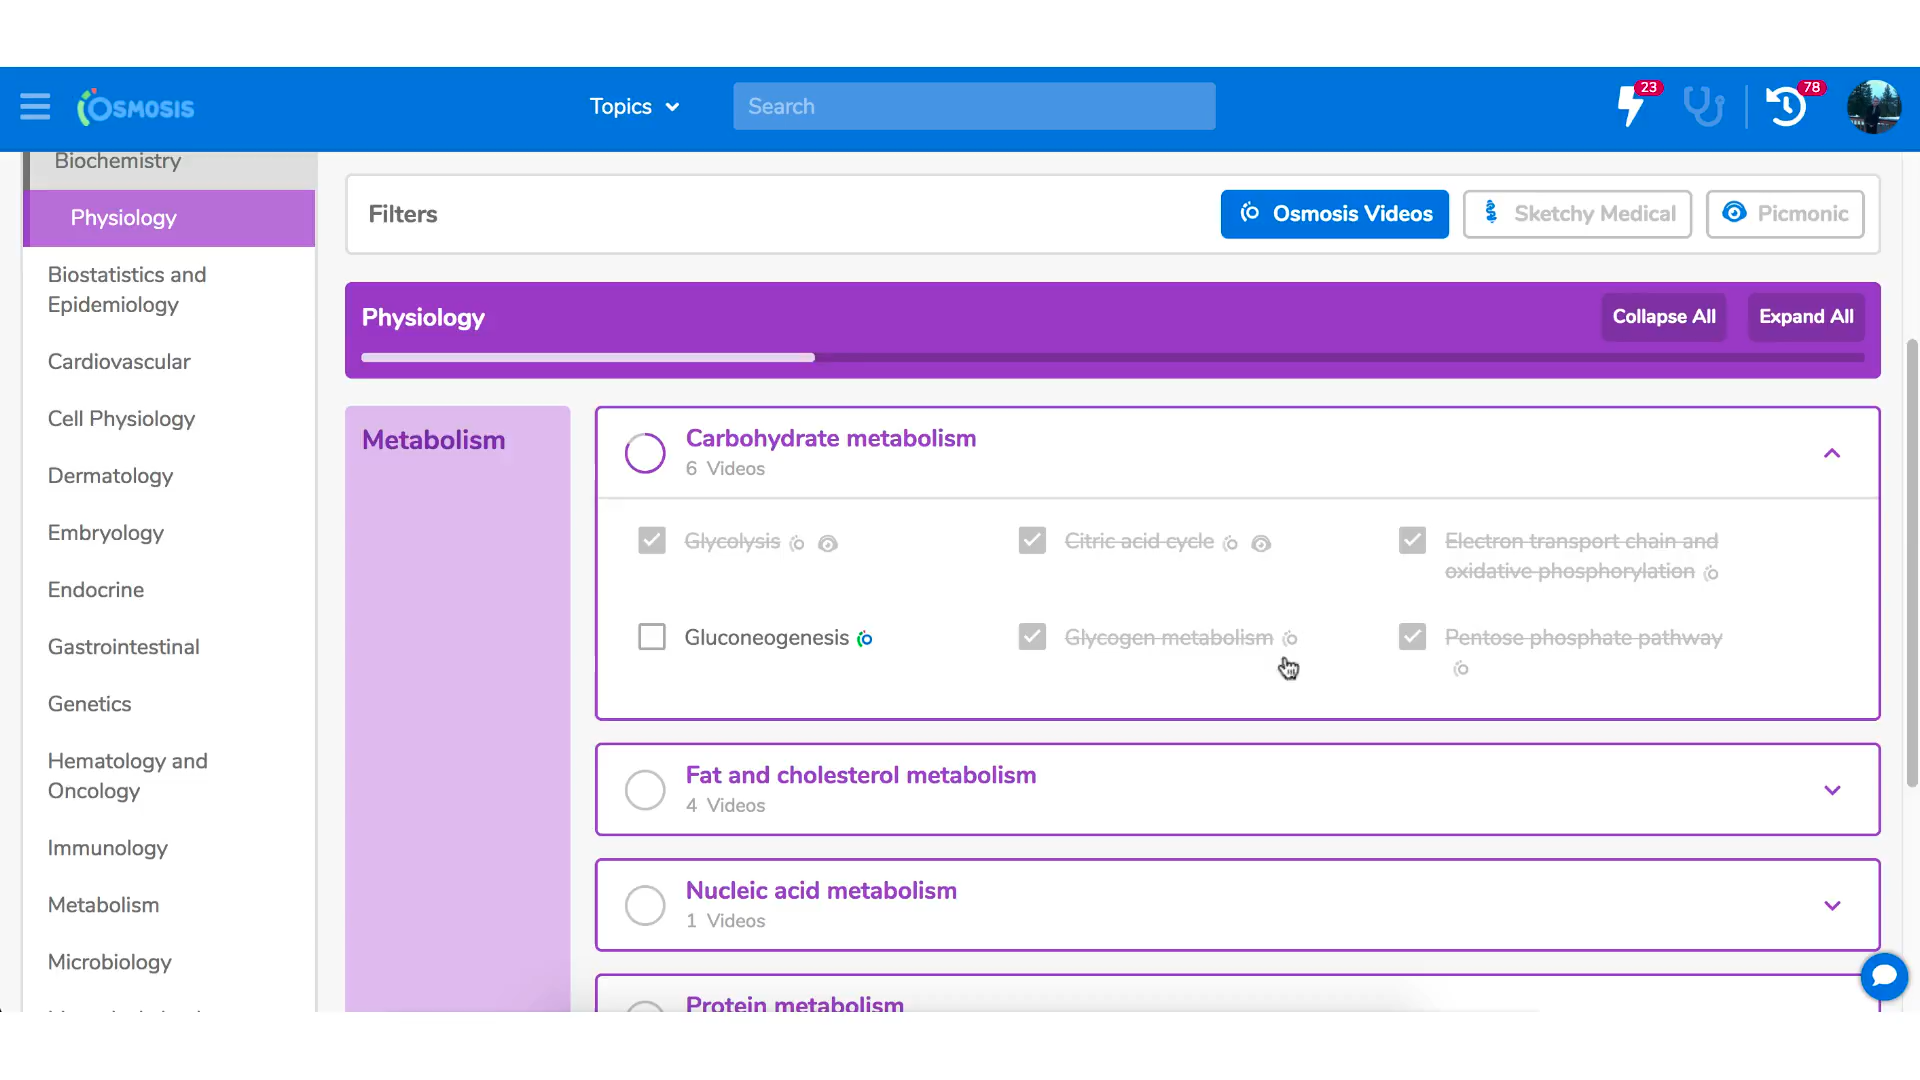 OSMOSIS
Topics
Search
23
78
Biochemistry
Physiology
Biostatistics and
Epidemiology
Cardiovascular
Cell Physiology
Dermatology
Embryology
Endocrine
Gastrointestinal
Genetics
Hematology and
Oncology
Immunology
Metabolism
Microbiology
Filters
Osmosis Videos
Sketchy Medical
Picmonic
Physiology
Collapse All
Expand All
Metabolism
Carbohydrate metabolism
6 Videos
Glycolysis
Citric acid cycle
Electron transport chain and
oxidative phosphorylation
Gluconeogenesis
Glycogen metabolism
Pentose phosphate pathway
Fat and cholesterol metabolism
4 Videos
Nucleic acid metabolism
1 Videos
Protein metabolism